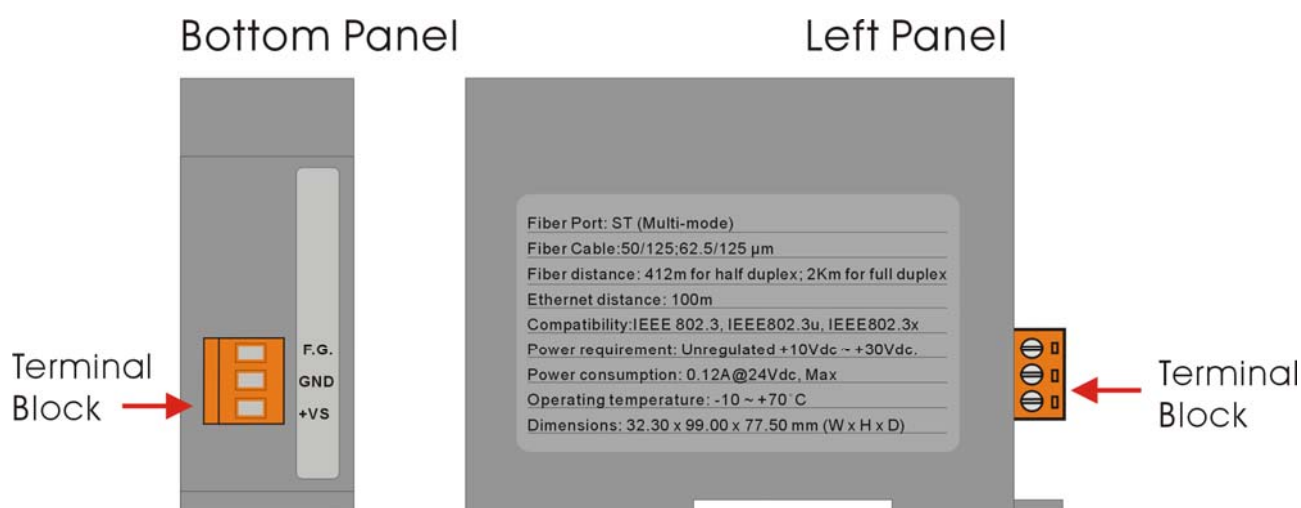 Bottom Panel
Left Panel
Fiber Port: ST (Multi-mode)
Fiber Cable:50/125;62.5/125 µm
Fiber distance: 412m for half duplex; 2Km for full duplex
Ethernet distance: 100m
Compatibility:IEEE 802.3, IEEE802.3u, IEEE802.3x
Power requirement: Unregulated +10Vdc ~ +30Vdc.
Power consumption: 0.12A@24Vdc, Max
Operating temperature: -10 ~ +70°C
Dimensions: 32.30 x 99.00 x 77.50 mm (W x H x D)
F.G.
GND
+VS
Terminal
Block
Terminal
Block